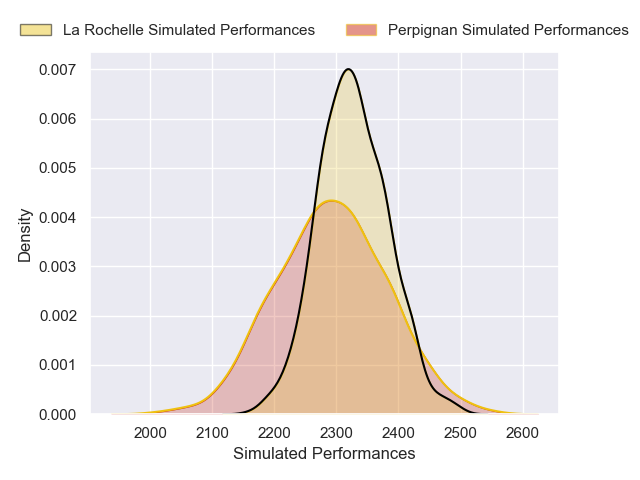 La Rochelle Simulated Performances
Perpignan Simulated Performances
0.007
0.006
0.005
0.004
0.003
0.002
0.001
0.000
Density
2000 2100 2200 2300 2400 2500 2600
Simulated Performances